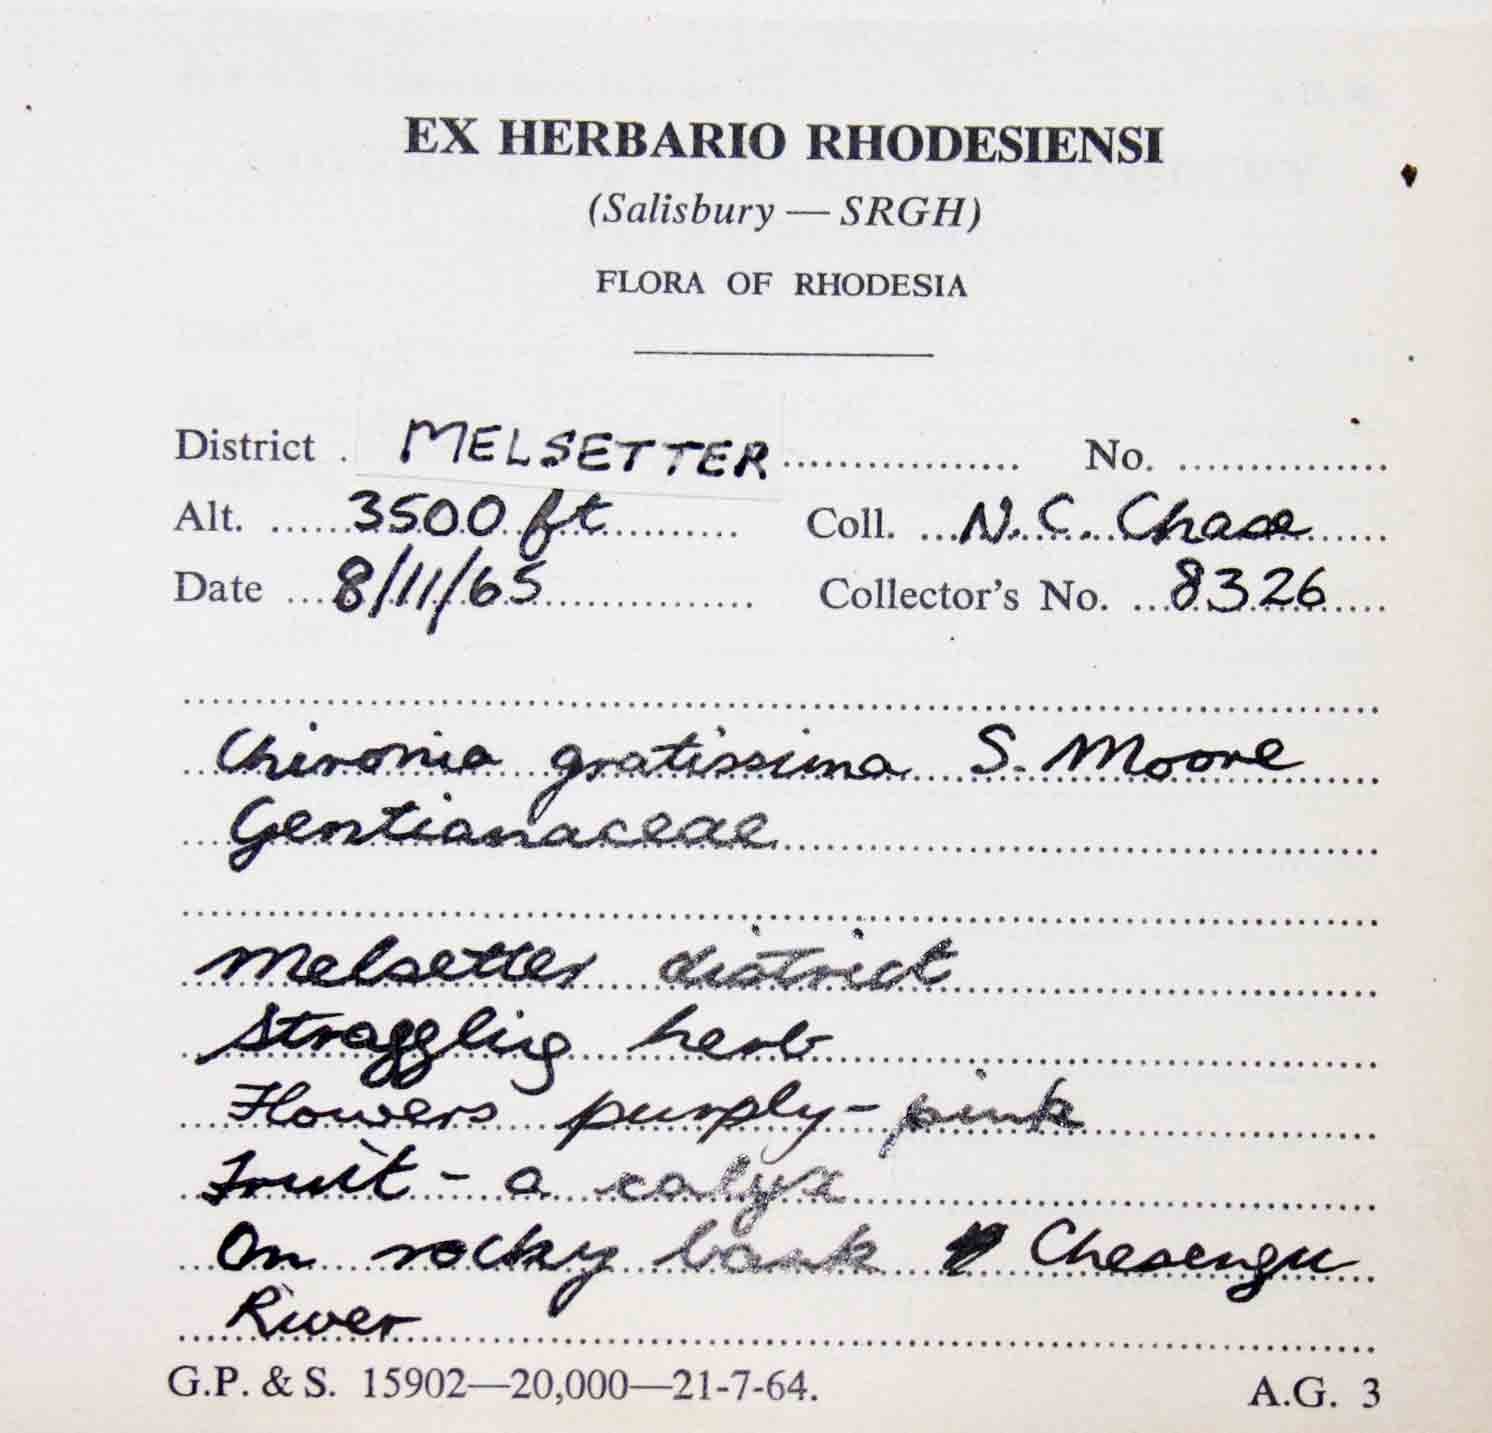 EX HERBARIO RHODESIENSI
(Salisbury — SRGH)
FLORA OF RHODESIA
District . MELSETTER .................. No. ................
Alt. ......3500 ft........... Coll. ...N. C. Chase......
Date ...8/11/65................ Collector's No. ...8326.....
Chironia gratissima S. Moore
Gentianaceae
Melsetter district
Straggling herb
Flowers purply-pink
Fruit - a calyx
On rocky bank Chesengu
River
G.P. & S. 15902—20,000—21-7-64. A.G. 3